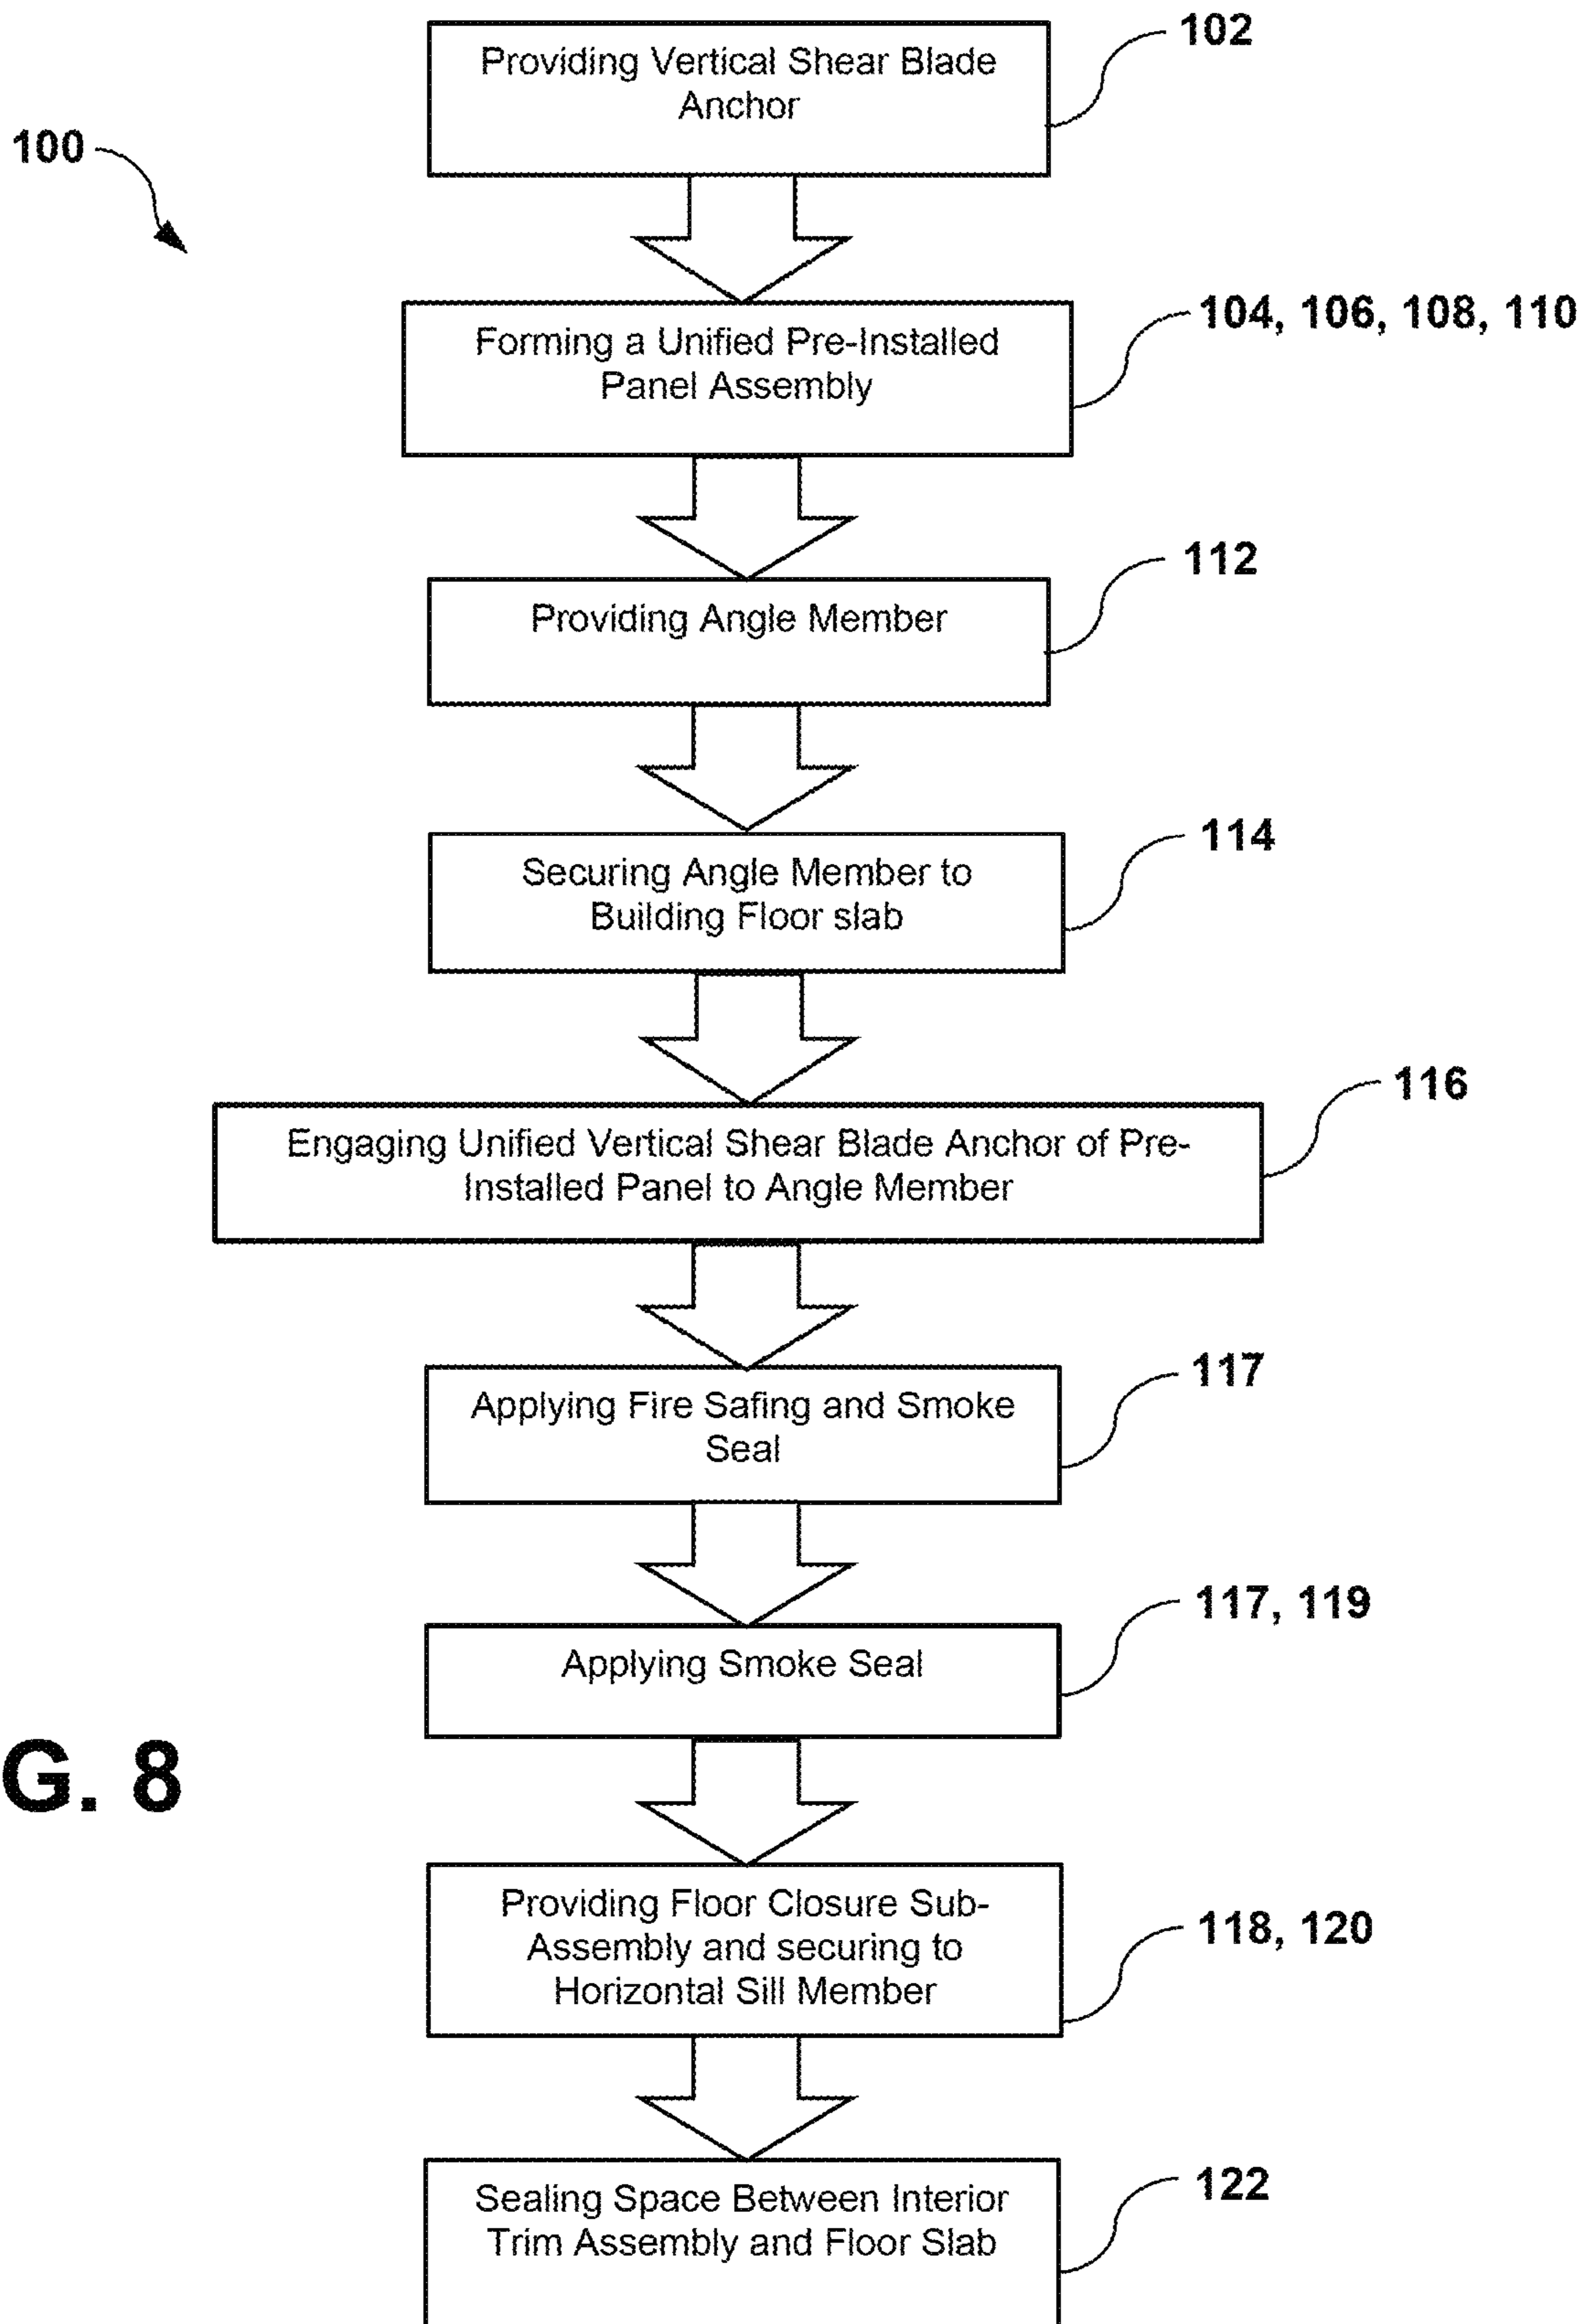 102
Providing Vertical Shear Blade
Anchor
100
104, 106, 108, 110
Forming a Unified Pre-Installed
Panel Assembly
112
Providing Angle Member
114
Securing Angle Member to
Building Floor slab
116
Engaging Unified Vertical Shear Blade Anchor of Pre-
Installed Panel to Angle Member
117
Applying Fire Safing and Smoke
Seal
117, 119
Applying Smoke Seal
G. 8
Providing Floor Closure Sub-
Assembly and securing to
Horizontal Sill Member
118, 120
122
Sealing Space Between Interior
Trim Assembly and Floor Slab